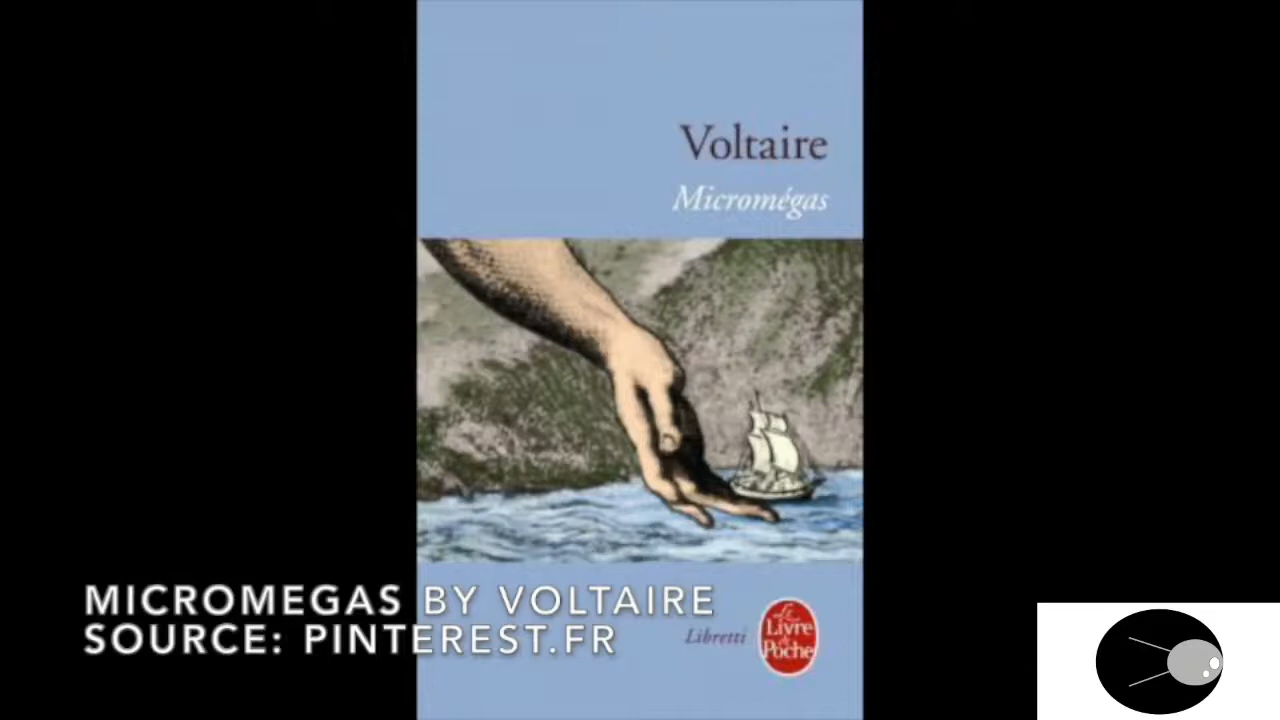 Voltaire
Micromégas
MICROMEGAS BY VOLTAIRE
SOURCE: PINTEREST.FR
Libretti
Le
Livre
de
Poche